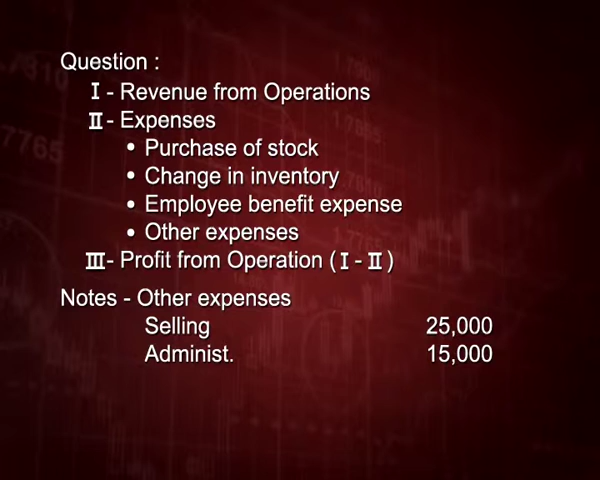 Question :
I - Revenue from Operations
II - Expenses
• Purchase of stock
• Change in inventory
• Employee benefit expense
• Other expenses
III - Profit from Operation ( I - II )
Notes - Other expenses
Selling 25,000
Administ. 15,000